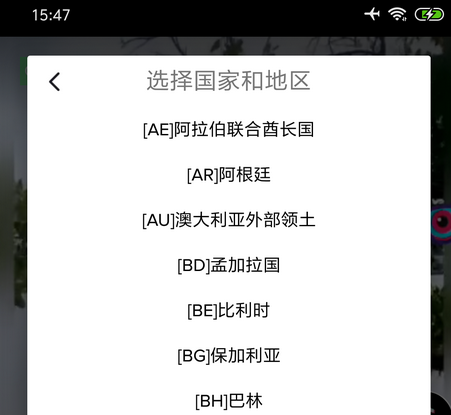 15:47
选择国家和地区
[AE]阿拉伯联合酋长国
[AR]阿根廷
[AU]澳大利亚外部领土
[BD]孟加拉国
[BE]比利时
[BG]保加利亚
[BH]巴林